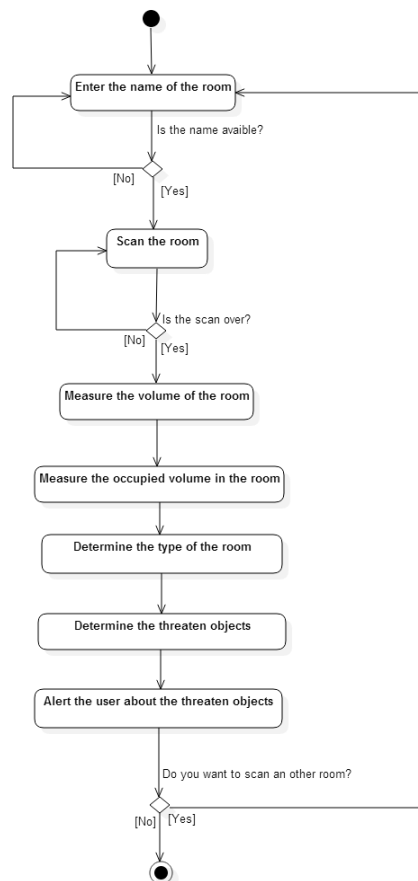 Enter the name of the room
Is the name avaible?
[No]
[Yes]
Scan the room
Is the scan over?
[No]
[Yes]
Measure the volume of the room
Measure the occupied volume in the room
Determine the type of the room
Determine the threaten objects
Alert the user about the threaten objects
Do you want to scan an other room?
[No]
[Yes]